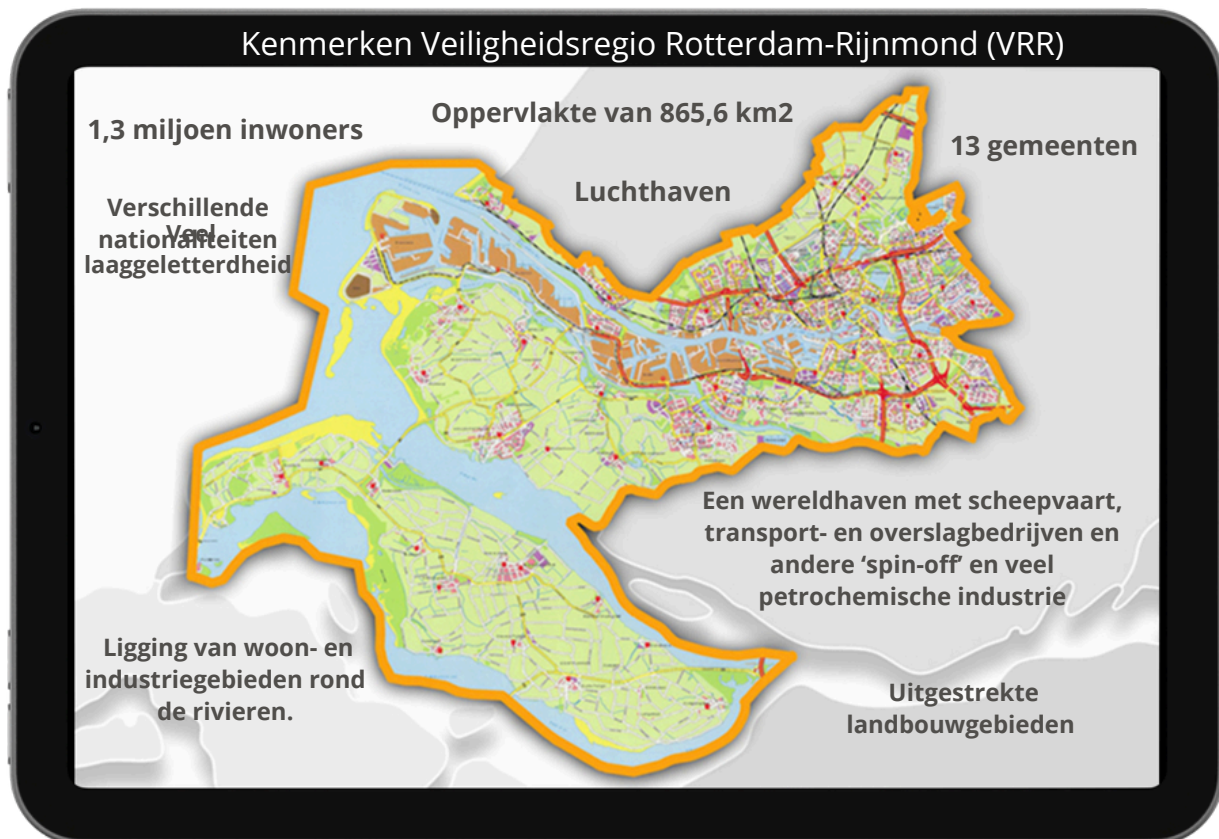 Kenmerken Veiligheidsregio Rotterdam-Rijnmond (VRR)
1,3 miljoen inwoners
Oppervlakte van 865,6 km2
13 gemeenten
Luchthaven
Verschillende
nationaliteiten
Veel
laaggeletterdheid
Een wereldhaven met scheepvaart,
transport- en overslagbedrijven en
andere ‘spin-off’ en veel
petrochemische industrie
Ligging van woon- en
industriegebieden rond
de rivieren.
Uitgestrekte
landbouwgebieden